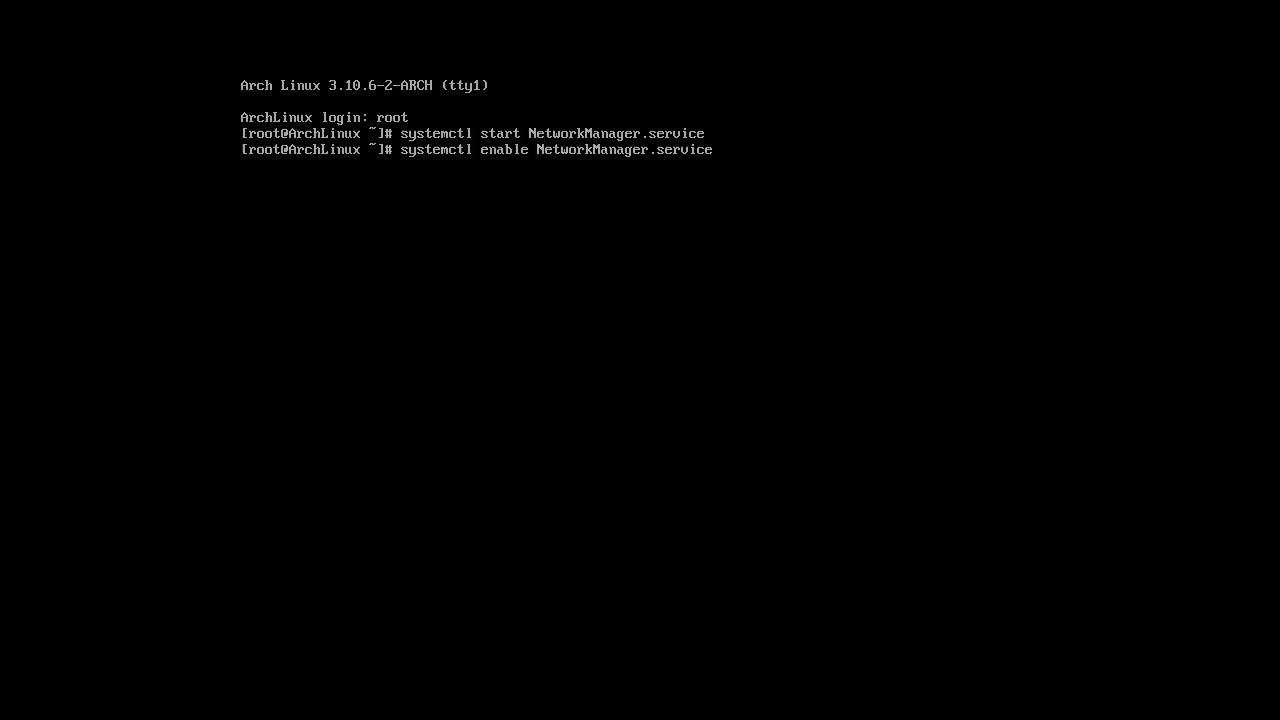 Arch Linux 3.10.6-2-ARCH (tty1)
ArchLinux login: root
[root@ArchLinux ~]# systemctl start NetworkManager.service
[root@ArchLinux ~]# systemctl enable NetworkManager.service